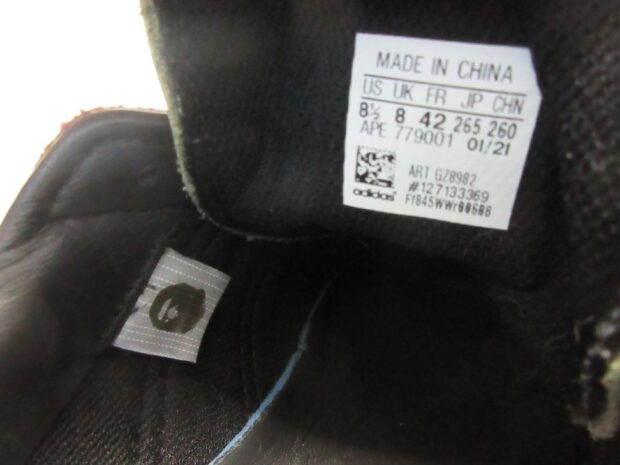 MADE IN CHINA
US UK FR JP CHN
8½ 8 42 265 260
APE 779001 01/21
ART GZ8982
adidas #127133369